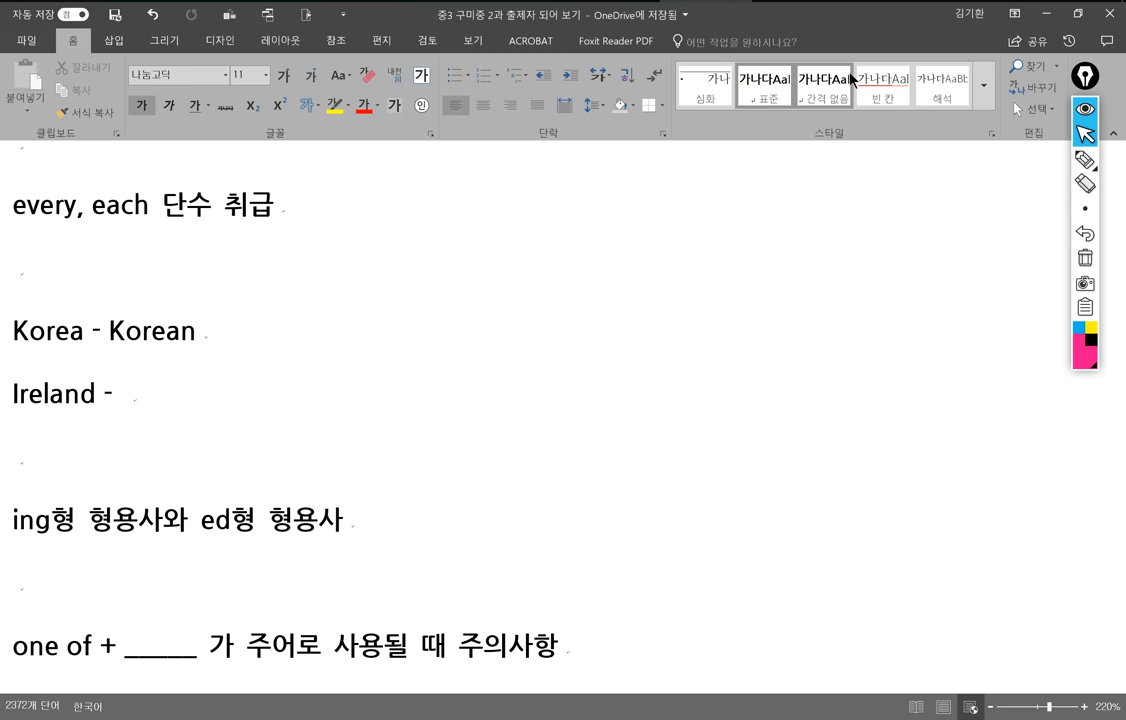 자동 저장 컴 중3 구미중 2과 출제자 되어 보기 - OneDrive에 저장됨 김기환
파일 홈 삽입 그리기 디자인 레이아웃 참조 편지 검토 보기 ACROBAT Foxit Reader PDF 어떤 작업을 원하시나요? 공유
붙여넣기 잘라내기 복사 서식 복사 나눔고딕 11 가나 심화 가나다Aal 표준 가나다Aal 간격 없음 가나다Aal 빈 칸 가나다AaBb 해석 찾기 바꾸기 선택
클립보드 글꼴 단락 스타일 편집
every, each 단수 취급
Korea - Korean
Ireland -
ing형 형용사와 ed형 형용사
one of + _____ 가 주어로 사용될 때 주의사항
2372개 단어 한국어 220%